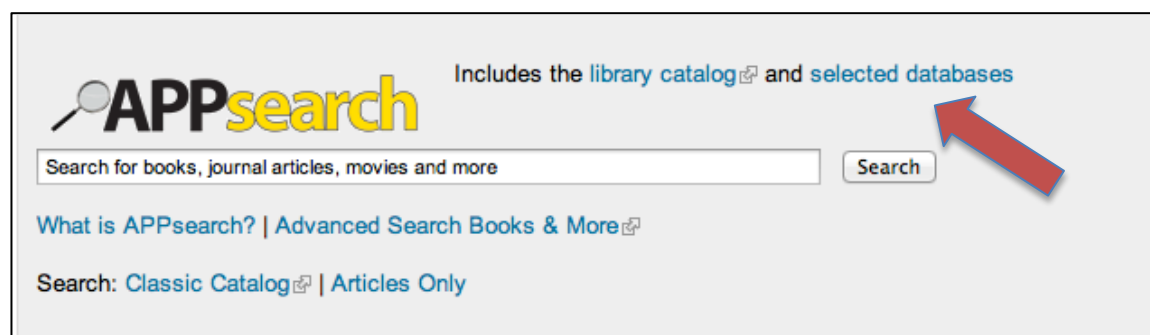 Includes the library catalog and selected databases
APPsearch
Search for books, journal articles, movies and more
Search
What is APPsearch? | Advanced Search Books & More
Search: Classic Catalog | Articles Only